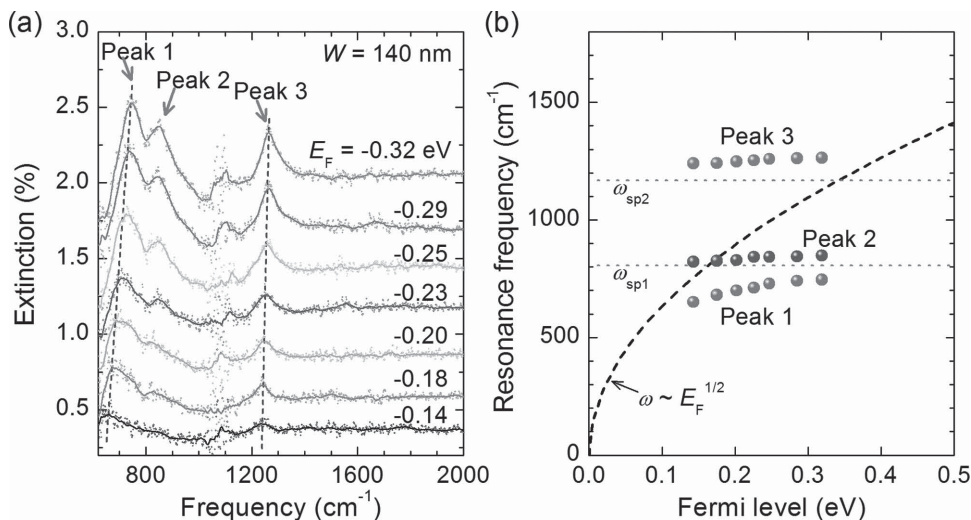 (a)
3.0
2.5
2.0
1.5
1.0
0.5
Extinction (%)
Peak 1
Peak 2
Peak 3
W = 140 nm
E_F = -0.32 eV
-0.29
-0.25
-0.23
-0.20
-0.18
-0.14
800 1200 1600 2000
Frequency (cm⁻¹)
(b)
1500
1000
500
0
Resonance frequency (cm⁻¹)
Peak 3
ω_sp2
Peak 2
ω_sp1
Peak 1
ω ~ E_F^1/2
0.0 0.1 0.2 0.3 0.4 0.5
Fermi level (eV)